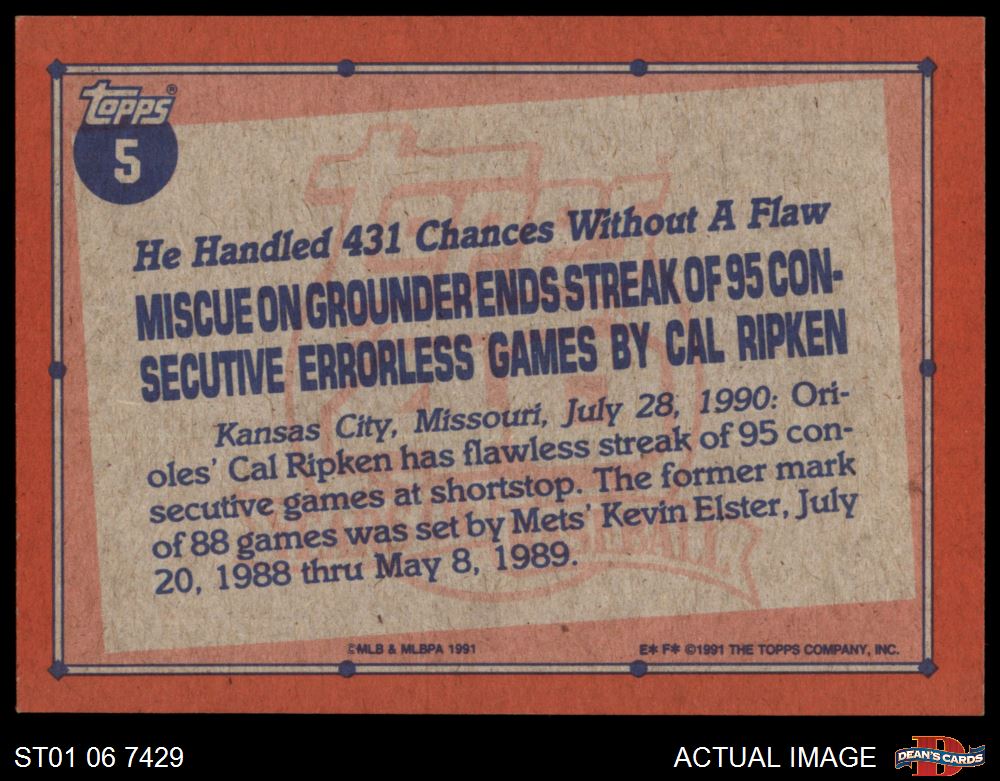 Topps®
5
He Handled 431 Chances Without A Flaw
MISCUE ON GROUNDER ENDS STREAK OF 95 CON-
SECUTIVE ERRORLESS GAMES BY CAL RIPKEN
Kansas City, Missouri, July 28, 1990: Ori-
oles' Cal Ripken has flawless streak of 95 con-
secutive games at shortstop. The former mark
of 88 games was set by Mets' Kevin Elster, July
20, 1988 thru May 8, 1989.
©MLB & MLBPA 1991 E* F* ©1991 THE TOPPS COMPANY, INC.
ST01 06 7429 ACTUAL IMAGE DEAN'S CARDS